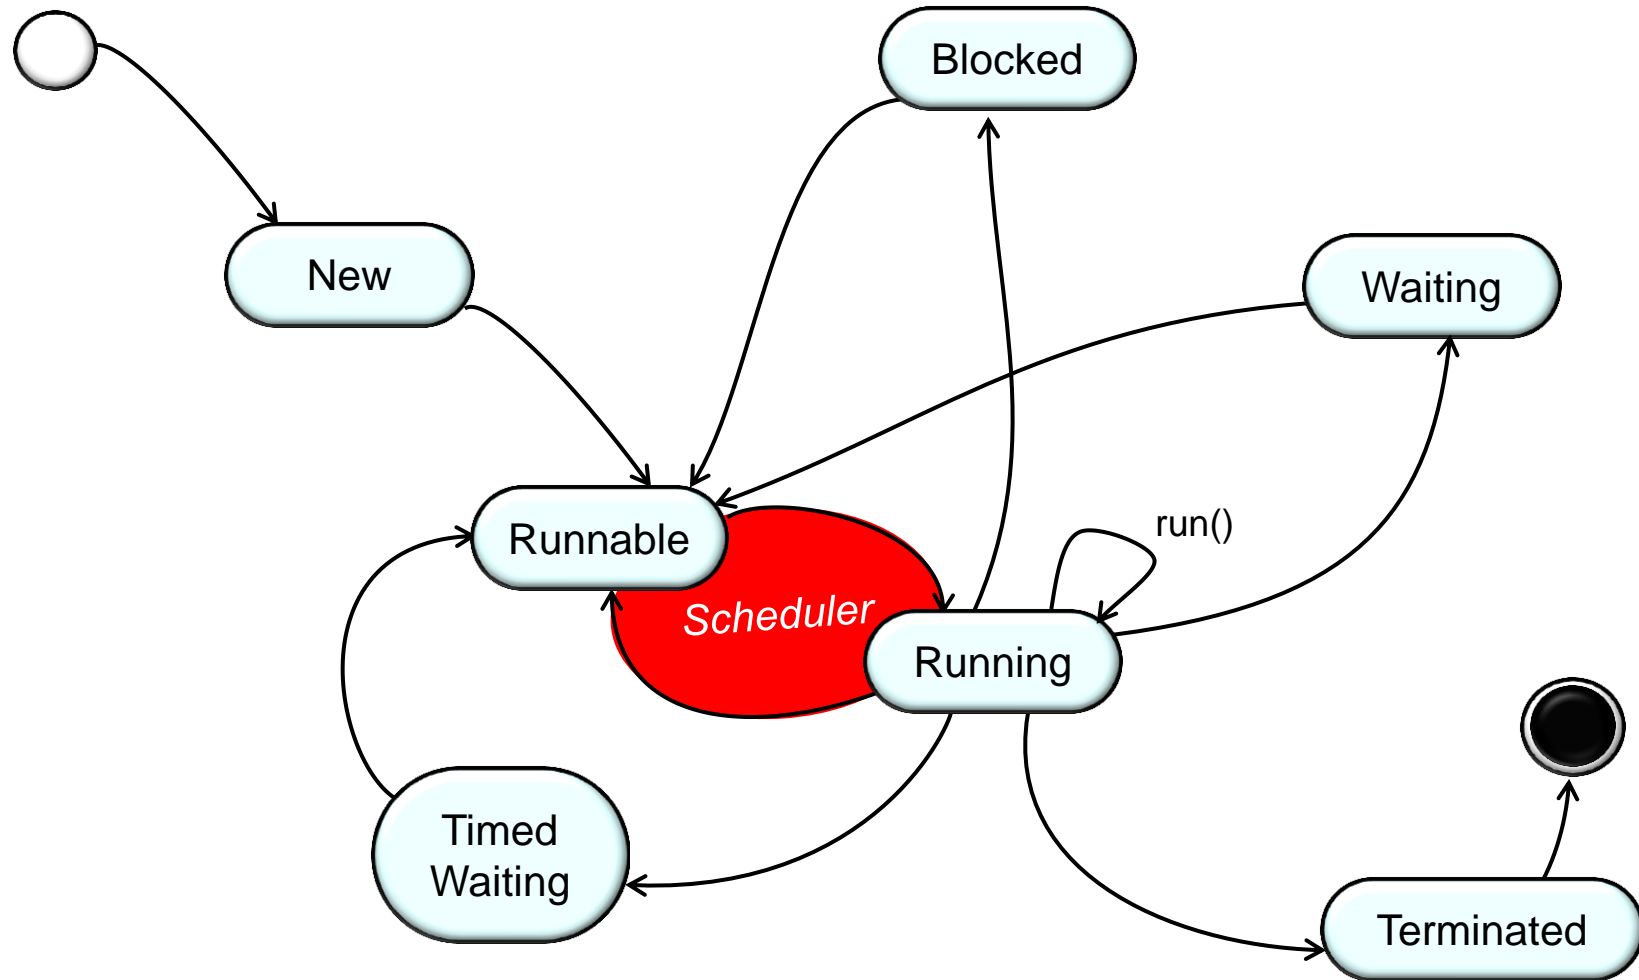 Blocked
New
Waiting
Runnable
run()
Scheduler
Running
Timed
Waiting
Terminated